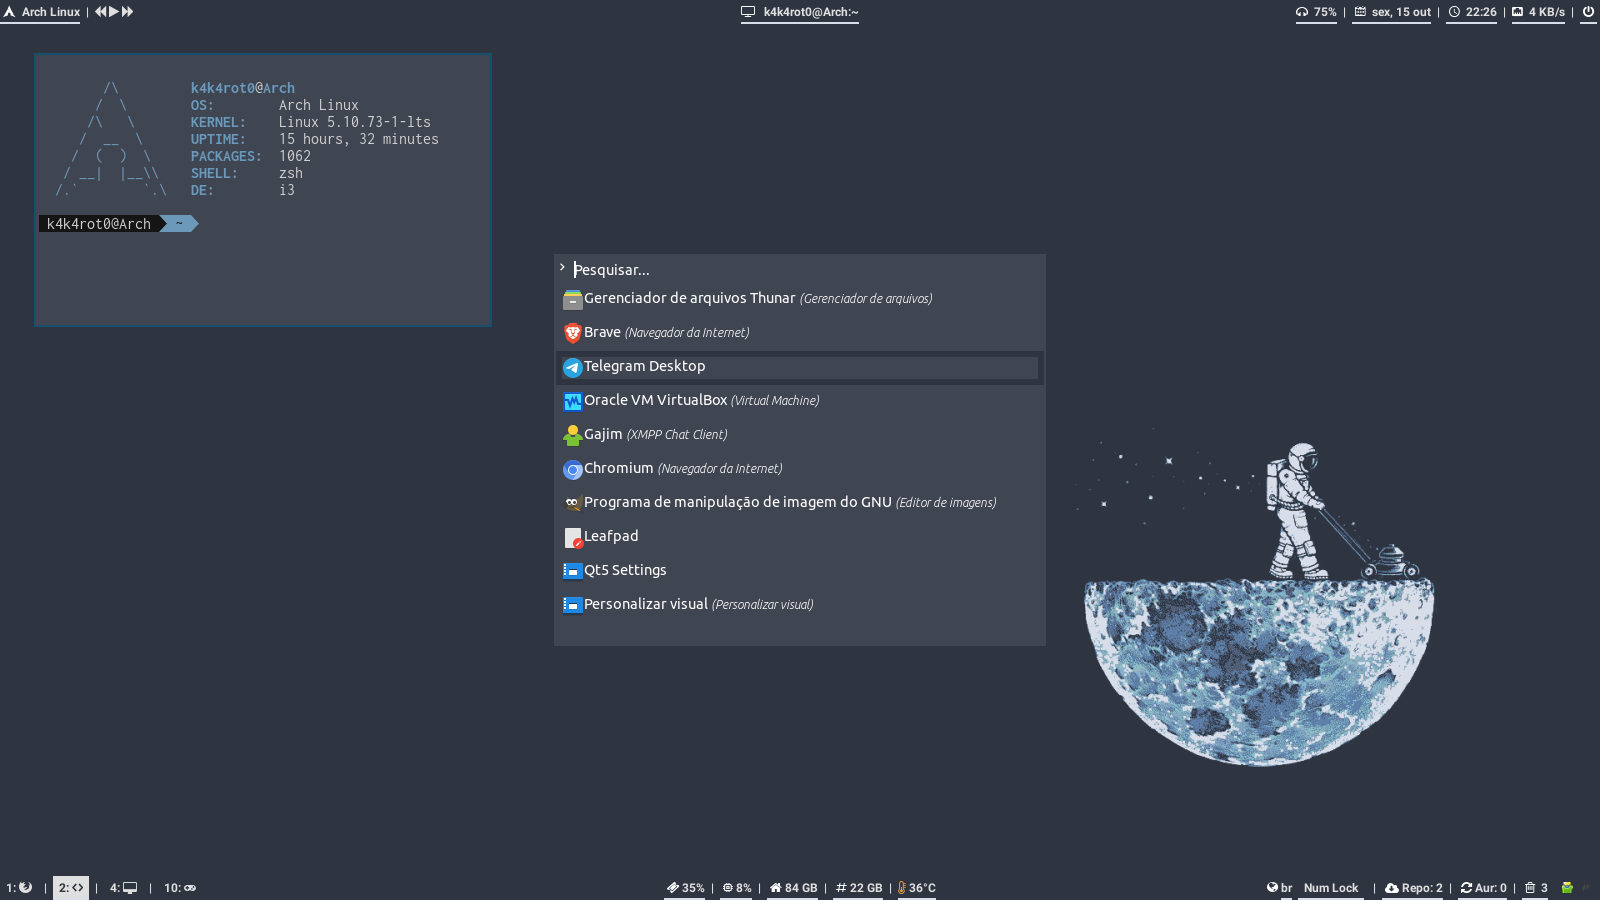 Arch Linux |
k4k4rot0@Arch:~
75% | sex, 15 out | 22:26 | 4 KB/s |
/\
/ \
/\ \
/ __ \
/ ( ) \
/ __| |__\\
/.` `.\
k4k4rot0@Arch
OS: Arch Linux
KERNEL: Linux 5.10.73-1-lts
UPTIME: 15 hours, 32 minutes
PACKAGES: 1062
SHELL: zsh
DE: i3
k4k4rot0@Arch ~
> Pesquisar...
Gerenciador de arquivos Thunar (Gerenciador de arquivos)
Brave (Navegador da Internet)
Telegram Desktop
Oracle VM VirtualBox (Virtual Machine)
Gajim (XMPP Chat Client)
Chromium (Navegador da Internet)
Programa de manipulação de imagem do GNU (Editor de imagens)
Leafpad
Qt5 Settings
Personalizar visual (Personalizar visual)
1: | 2: | 4: | 10:
35% | 8% | 84 GB | # 22 GB | 36°C
br Num Lock | Repo: 2 | Aur: 0 | 3